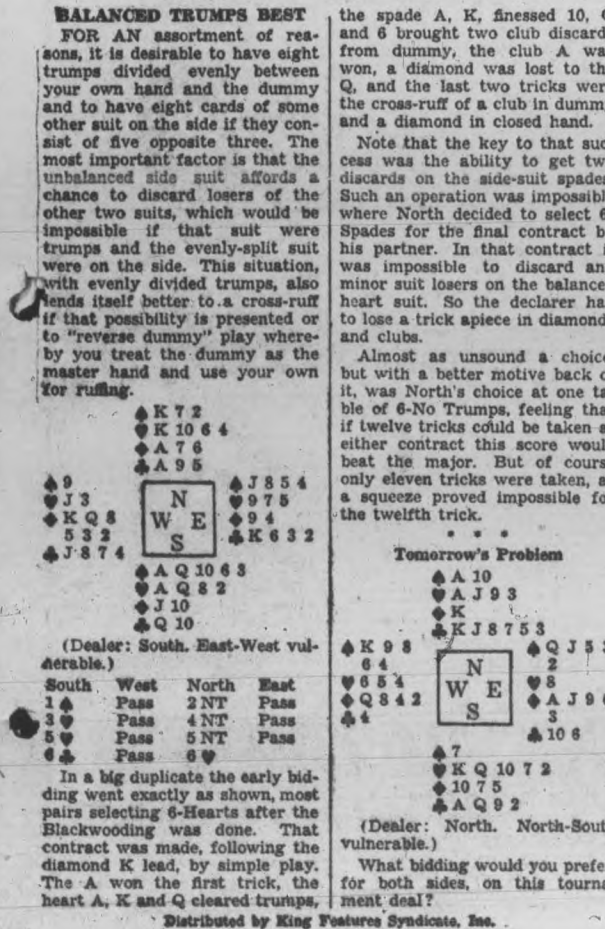 BALANCED TRUMPS BEST
FOR AN assortment of rea-
sons, it is desirable to have eight
trumps divided evenly between
your own hand and the dummy
and to have eight cards of some
other suit on the side if they con-
sist of five opposite three. The
most important factor is that the
unbalanced side suit affords a
chance to discard losers of the
other two suits, which would be
impossible if that suit were
trumps and the evenly-split suit
were on the side. This situation,
with evenly divided trumps, also
lends itself better to a cross-ruff
if that possibility is presented or
to "reverse dummy" play where-
by you treat the dummy as the
master hand and use your own
for ruffing.
♠ K 7 2
♥ K 10 6 4
♦ A 7 6
♣ A 9 5
♠ 9
♥ J 3
♦ K Q 8
5 3 2
♣ J 8 7 4
N
W E
S
♠ J 8 5 4
♥ 9 7 5
♦ 9 4
♣ K 6 3 2
♠ A Q 10 6 3
♥ A Q 8 2
♦ J 10
♣ Q 10
(Dealer: South. East-West vul-
nerable.)
South West North East
1 ♠ Pass 2 NT Pass
3 ♥ Pass 4 NT Pass
5 ♥ Pass 5 NT Pass
6 ♣ Pass 6 ♥
In a big duplicate the early bid-
ding went exactly as shown, most
pairs selecting 6-Hearts after the
Blackwooding was done. That
contract was made, following the
diamond K lead, by simple play.
The A won the first trick, the
heart A, K and Q cleared trumps,
the spade A, K, finessed 10,
and 6 brought two club discard
from dummy, the club A wa
won, a diamond was lost to th
Q, and the last two tricks wer
the cross-ruff of a club in dumm
and a diamond in closed hand.
Note that the key to that suc
cess was the ability to get tw
discards on the side-suit spades
Such an operation was impossibl
where North decided to select 6
Spades for the final contract b
his partner. In that contract i
was impossible to discard an
minor suit losers on the balance
heart suit. So the declarer ha
to lose a trick apiece in diamond
and clubs.
Almost as unsound a choice
but with a better motive back o
it, was North's choice at one ta
ble of 6-No Trumps, feeling tha
if twelve tricks could be taken a
either contract this score woul
beat the major. But of cours
only eleven tricks were taken, a
a squeeze proved impossible fo
the twelfth trick.
* * *
Tomorrow's Problem
♠ A 10
♥ A J 9 3
♦ K
♣ K J 8 7 5 3
♠ K 9 8
6 4
♥ 6 5 4
♦ Q 8 4 2
♣ 4
N
W E
S
♠ Q J 5 3
2
♥ 8
♦ A J 9 6
3
♣ 10 6
♠ 7
♥ K Q 10 7 2
♦ 10 7 5
♣ A Q 9 2
(Dealer: North. North-Sout
vulnerable.)
What bidding would you prefe
for both sides, on this tourna
ment deal?
Distributed by King Features Syndicate, Inc.